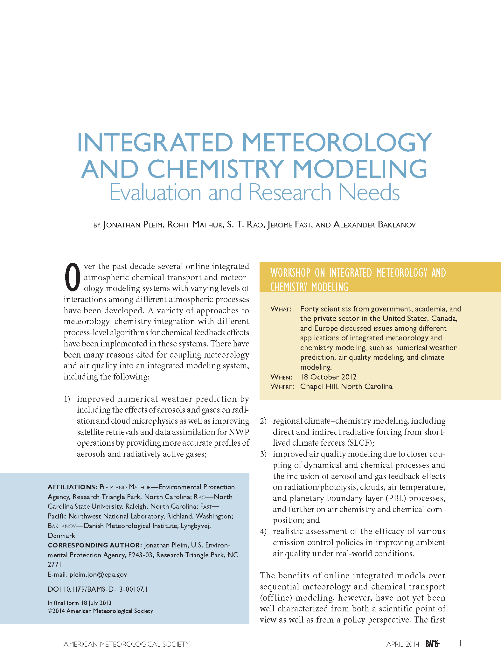 INTEGRATED METEOROLOGY
AND CHEMISTRY MODELING
Evaluation and Research Needs
BY JONATHAN PLEIM, ROHIT MATHUR, S. T. RAO, JEROME FAST, AND ALEXANDER BAKLANOV
Over the past decade several online integrated
atmospheric chemical transport and meteor-
ology modeling systems with varying levels of
interactions among different atmospheric processes
have been developed. A variety of approaches to
meteorology–chemistry integration with different
process-level algorithms for chemical feedback effects
have been implemented in these systems. There have
been many reasons cited for coupling meteorology
and air quality into an integrated modeling system,
including the following:
1) improved numerical weather prediction by
including the effects of aerosols and gases on radi-
ation and cloud microphysics as well as improving
satellite retrievals and data assimilation for NWP
operations by providing more accurate profiles of
aerosols and radiatively active gases;
AFFILIATIONS: PLEIM AND MATHUR—Environmental Protection
Agency, Research Triangle Park, North Carolina; RAO—North
Carolina State University, Raleigh, North Carolina; FAST—
Pacific Northwest National Laboratory, Richland, Washington;
BAKLANOV—Danish Meteorological Institute, Lyngbyvej,
Denmark
CORRESPONDING AUTHOR: Jonathan Pleim, U.S. Environ-
mental Protection Agency, E243-03, Research Triangle Park, NC
27711
E-mail: pleim.jon@epa.gov
DOI:10.1175/BAMS-D-13-00107.1
In final form 18 July 2013
©2014 American Meteorological Society
WORKSHOP ON INTEGRATED METEOROLOGY AND
CHEMISTRY MODELING
WHAT: Forty scientists from government, academia, and
the private sector in the United States, Canada,
and Europe discussed issues among different
applications of integrated meteorology and
chemistry modeling, such as numerical weather
prediction, air quality modeling, and climate
modeling.
WHEN: 18 October 2012
WHERE: Chapel Hill, North Carolina
2) regional climate–chemistry modeling, including
direct and indirect radiative forcing from short-
lived climate forcers (SLCF);
3) improved air quality modeling due to closer cou-
pling of dynamical and chemical processes and
the inclusion of aerosol and gas feedback effects
on radiation/photolysis, clouds, air temperature,
and planetary boundary layer (PBL) processes,
and further on air chemistry and chemical com-
position; and
4) realistic assessment of the efficacy of various
emission control policies in improving ambient
air quality under real-world conditions.
The benefits of online integrated models over
sequential meteorology and chemical transport
(offline) modeling, however, have not yet been
well characterized from both a scientific point of
view as well as from a policy perspective. The first
AMERICAN METEOROLOGICAL SOCIETY
APRIL 2014 BAMS | 1